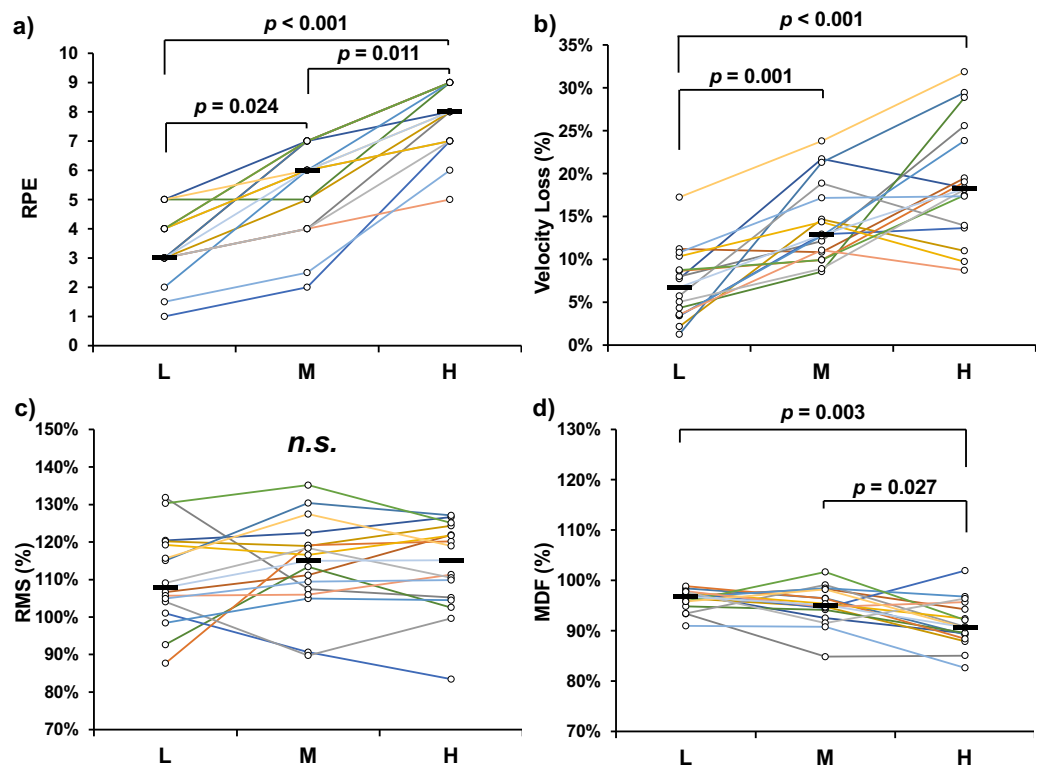 a)
p < 0.001
p = 0.011
p = 0.024
RPE
10
9
8
7
6
5
4
3
2
1
0
L M H
b)
p < 0.001
p = 0.001
Velocity Loss (%)
35%
30%
25%
20%
15%
10%
5%
0%
L M H
c)
n.s.
RMS (%)
150%
140%
130%
120%
110%
100%
90%
80%
70%
L M H
d)
p = 0.003
p = 0.027
MDF (%)
130%
120%
110%
100%
90%
80%
70%
L M H